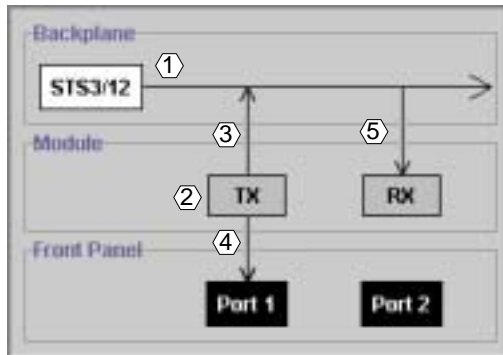 Backplane
1
STS3/12
3
5
Module
2
TX
RX
4
Front Panel
Port 1
Port 2